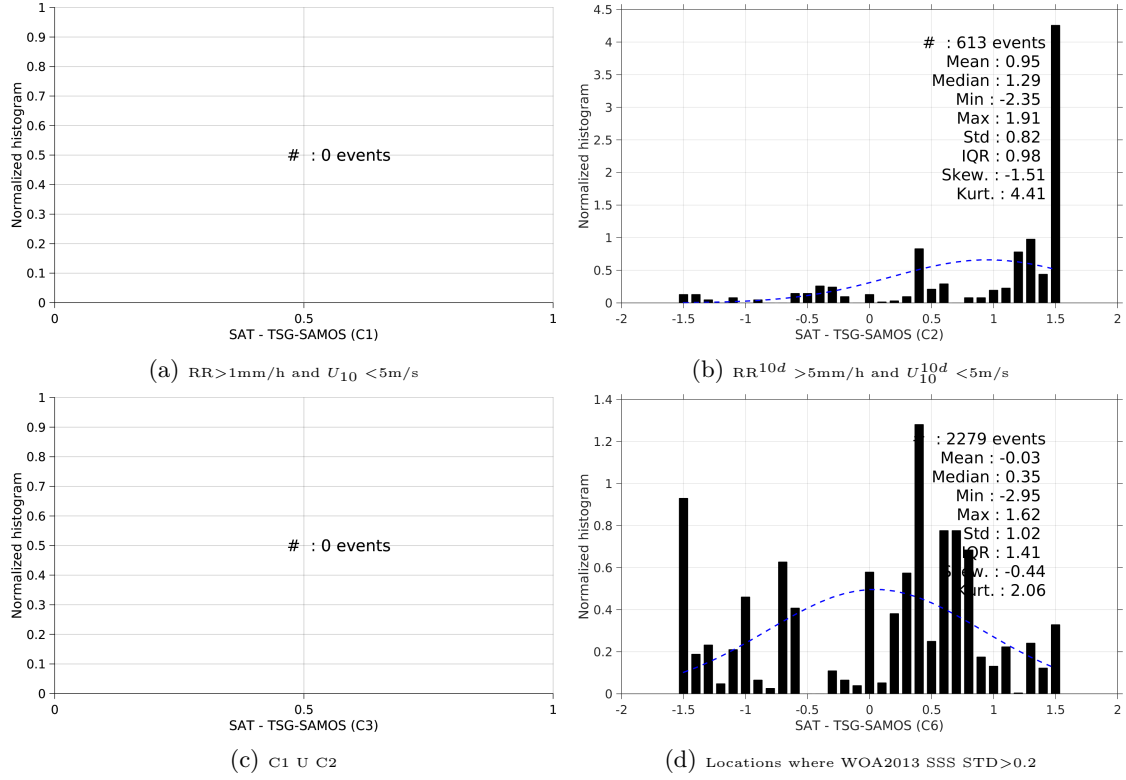 1
0.9
0.8
0.7
0.6
0.5
0.4
0.3
0.2
0.1
0
Normalized histogram
# : 0 events
0 0.5 1
SAT - TSG-SAMOS (C1)
(a) RR>1mm/h and U10 <5m/s
4.5
4
3.5
3
2.5
2
1.5
1
0.5
0
Normalized histogram
# : 613 events
Mean : 0.95
Median : 1.29
Min : -2.35
Max : 1.91
Std : 0.82
IQR : 0.98
Skew. : -1.51
Kurt. : 4.41
-2 -1.5 -1 -0.5 0 0.5 1 1.5 2
SAT - TSG-SAMOS (C2)
(b) RR10d >5mm/h and U10d10 <5m/s
1
0.9
0.8
0.7
0.6
0.5
0.4
0.3
0.2
0.1
0
Normalized histogram
# : 0 events
0 0.5 1
SAT - TSG-SAMOS (C3)
(c) C1 U C2
1.4
1.2
1
0.8
0.6
0.4
0.2
0
Normalized histogram
: 2279 events
Mean : -0.03
Median : 0.35
Min : -2.95
Max : 1.62
Std : 1.02
IQR : 1.41
Skew. : -0.44
Kurt. : 2.06
-2 -1.5 -1 -0.5 0 0.5 1 1.5 2
SAT - TSG-SAMOS (C6)
(d) Locations where WOA2013 SSS STD>0.2